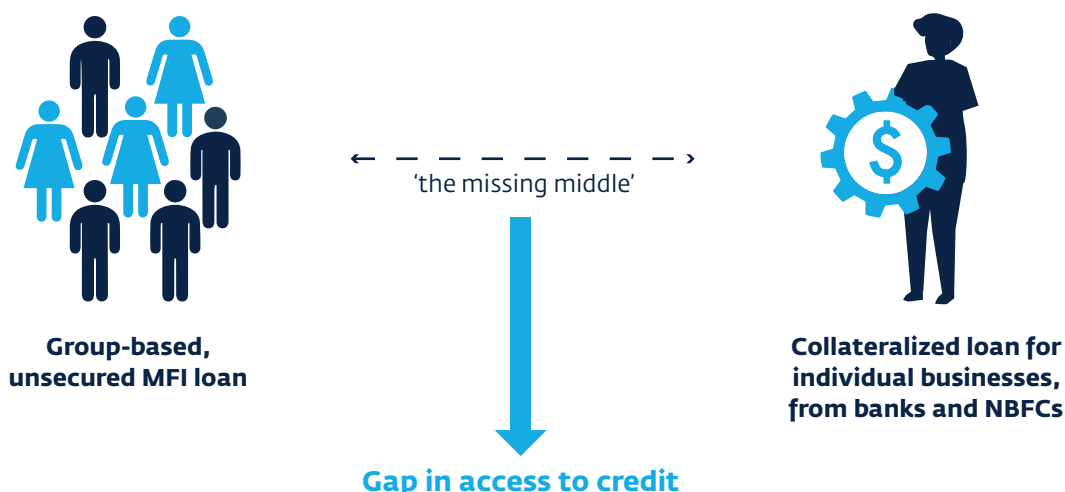 $
‘the missing middle’
Group-based,
unsecured MFI loan
Collateralized loan for
individual businesses,
from banks and NBFCs
Gap in access to credit